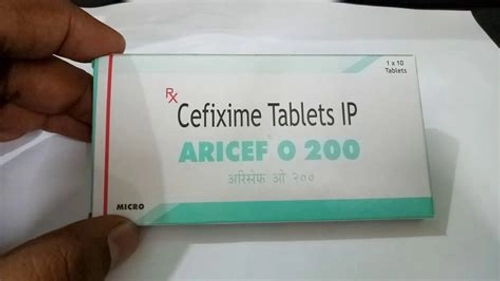 1 x 10
Tablets
Rx
Cefixime Tablets IP
ARICEF O 200
अरिसेफ ओ २००
MICRO